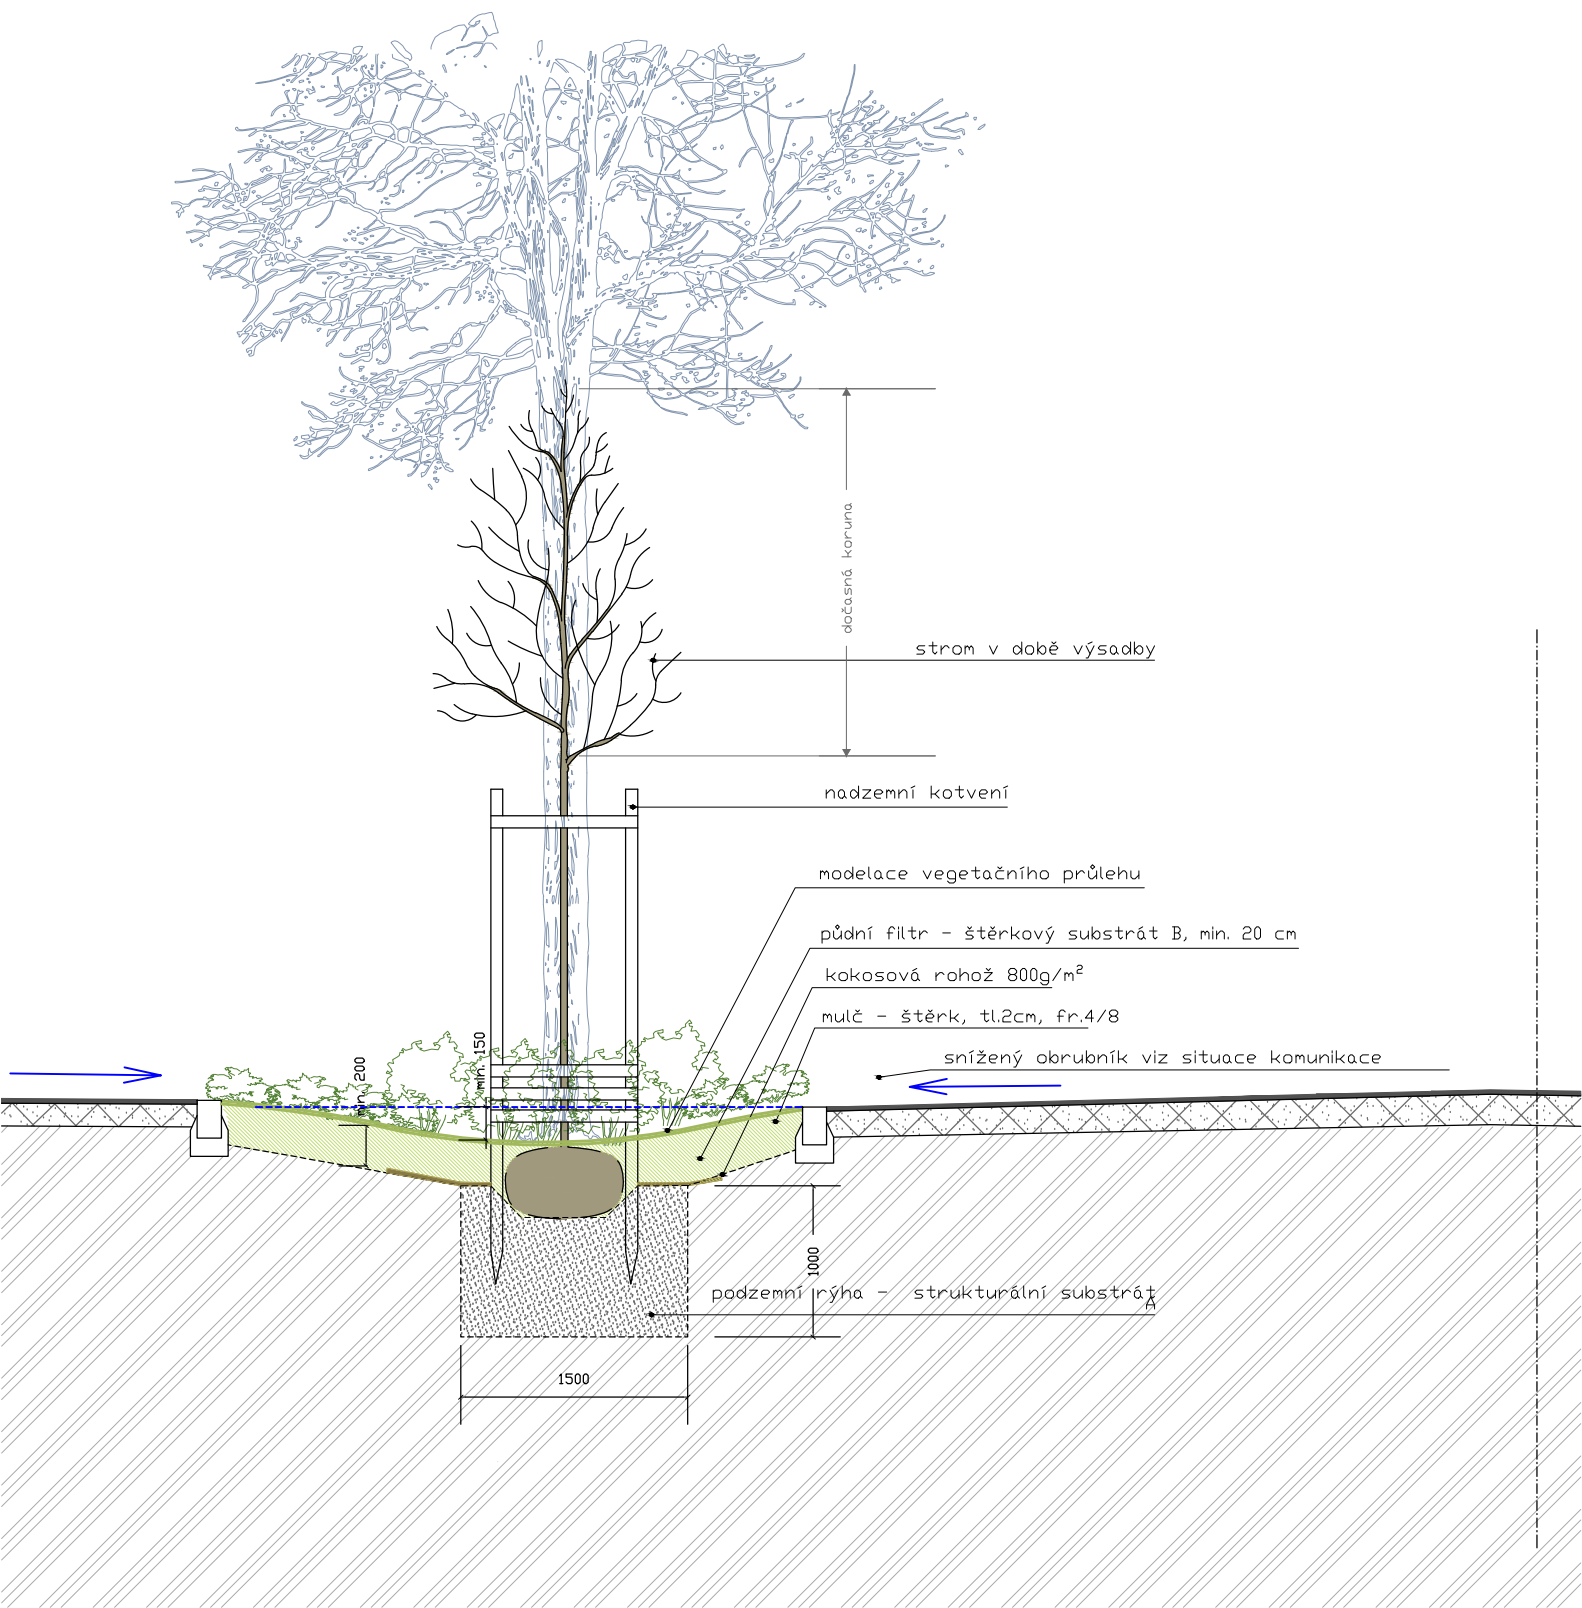 dočasná koruna
strom v době výsadby
nadzemní kotvení
modelace vegetačního průlehu
půdní filtr - štěrkový substrát B, min. 20 cm
kokosová rohož 800g/m²
mulč - štěrk, tl.2cm, fr.4/8
snížený obrubník viz situace komunikace
min. 150
min. 200
1000
podzemní rýha - strukturální substrát
A
1500